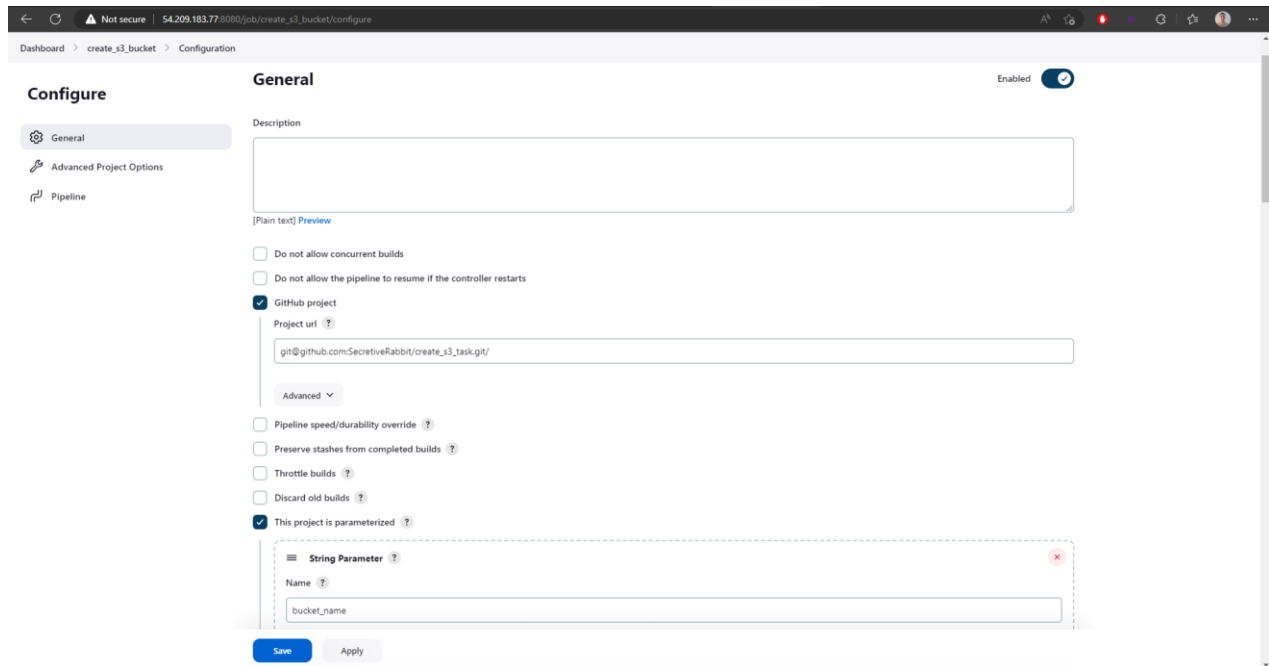 Not secure 54.209.183.77:8080/job/create_s3_bucket/configure
Dashboard > create_s3_bucket > Configuration
Configure
General
Advanced Project Options
Pipeline
General
Enabled
Description
[Plain text] Preview
Do not allow concurrent builds
Do not allow the pipeline to resume if the controller restarts
GitHub project
Project url ?
git@github.com:SecretiveRabbit/create_s3_task.git/
Advanced
Pipeline speed/durability override ?
Preserve stashes from completed builds ?
Throttle builds ?
Discard old builds ?
This project is parameterized ?
String Parameter ?
Name ?
bucket_name
Save Apply